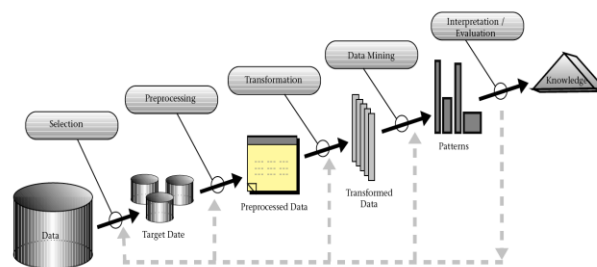 Interpretation /
Evaluation
Data Mining
Transformation
Preprocessing
Selection
Knowledge
Patterns
Transformed
Data
Preprocessed Data
Target Date
Data